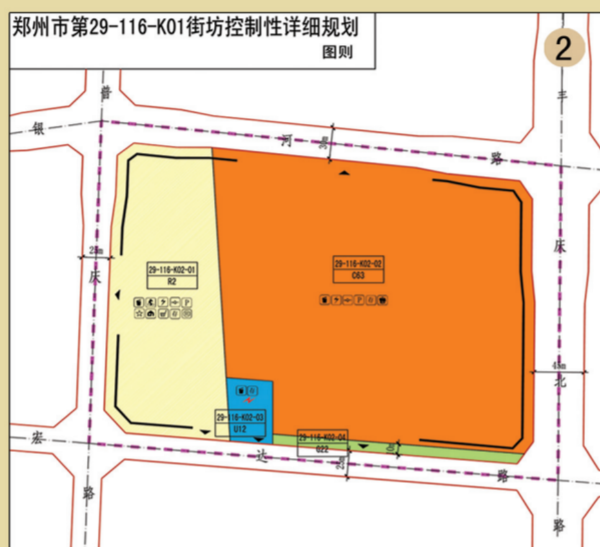 郑州市第29-116-K01街坊控制性详细规划
图则
2
普
丰
银
河
30m
路
25m
庆
庆
29-116-K02-01
R2
29-116-K02-02
C63
P
P
45m
北
29-116-K02-03
U12
29-116-K02-04
G22
宏
达
路
路
路